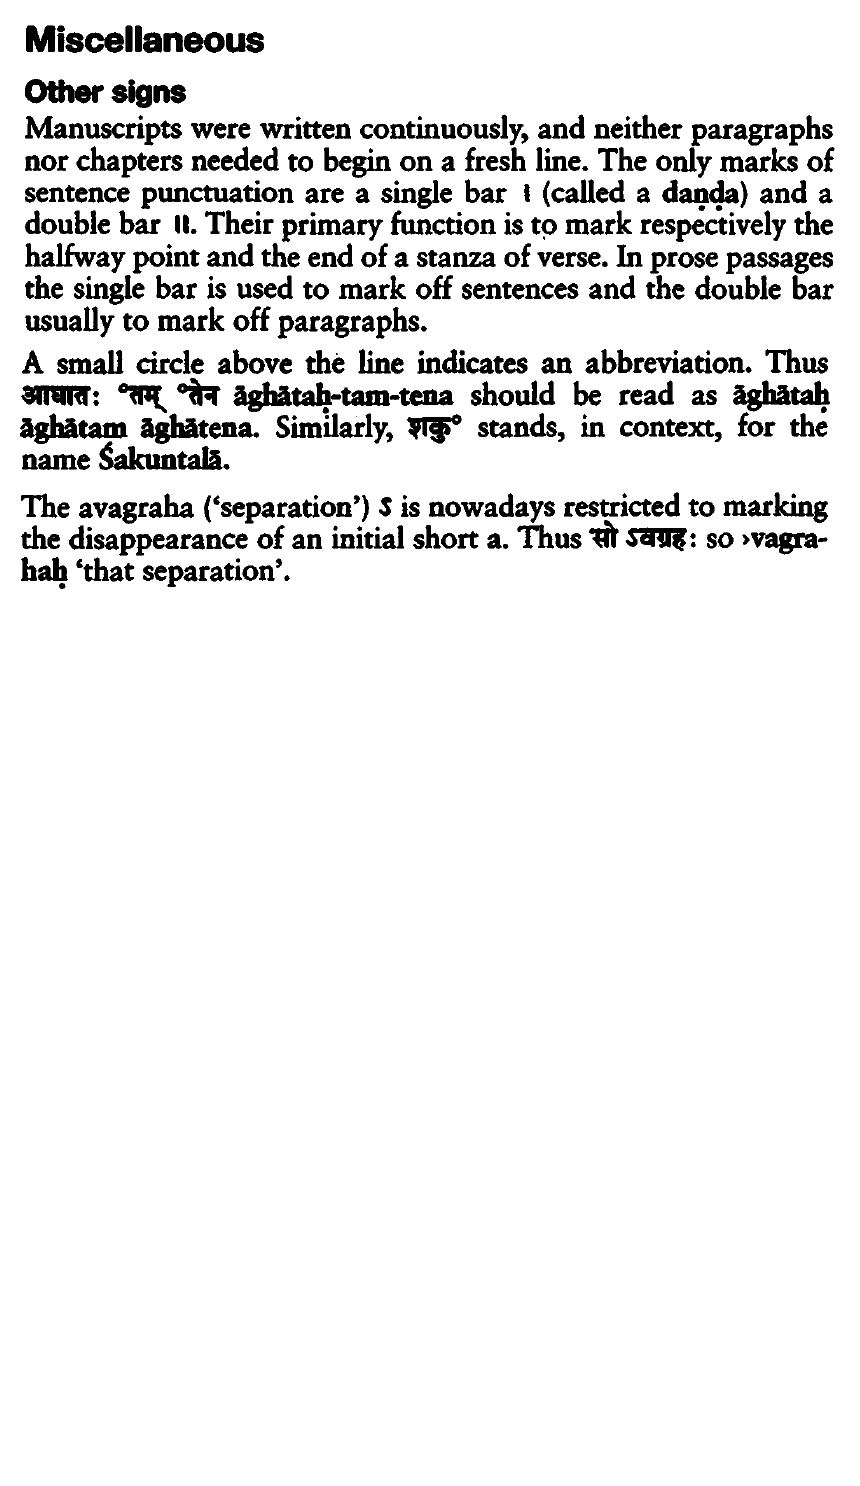 Miscellaneous
Other signs
Manuscripts were written continuously, and neither paragraphs
nor chapters needed to begin on a fresh line. The only marks of
sentence punctuation are a single bar । (called a daṇḍa) and a
double bar ॥. Their primary function is to mark respectively the
halfway point and the end of a stanza of verse. In prose passages
the single bar is used to mark off sentences and the double bar
usually to mark off paragraphs.
A small circle above the line indicates an abbreviation. Thus
आघातः °तम् °तेन āghātaḥ-tam-tena should be read as āghātaḥ
āghātam āghātena. Similarly, शकु° stands, in context, for the
name Śakuntalā.
The avagraha (‘separation’) ऽ is nowadays restricted to marking
the disappearance of an initial short a. Thus सो ऽवग्रहः so ›vagra-
haḥ ‘that separation’.